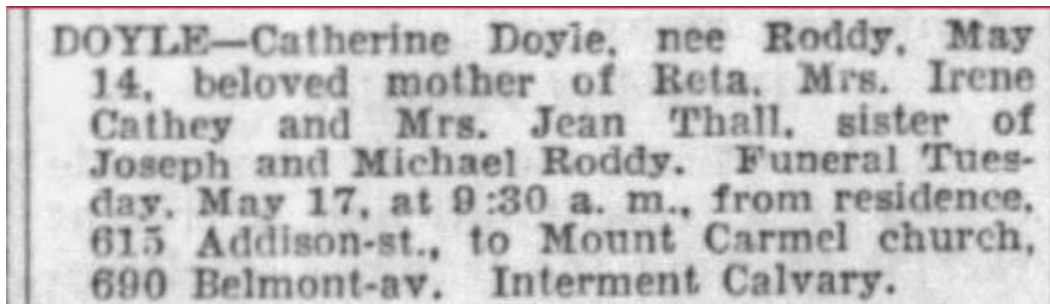 DOYLE—Catherine Doyle, nee Roddy, May
14, beloved mother of Reta, Mrs. Irene
Cathey and Mrs. Jean Thall, sister of
Joseph and Michael Roddy. Funeral Tues-
day, May 17, at 9:30 a. m., from residence,
615 Addison-st., to Mount Carmel church,
690 Belmont-av. Interment Calvary.